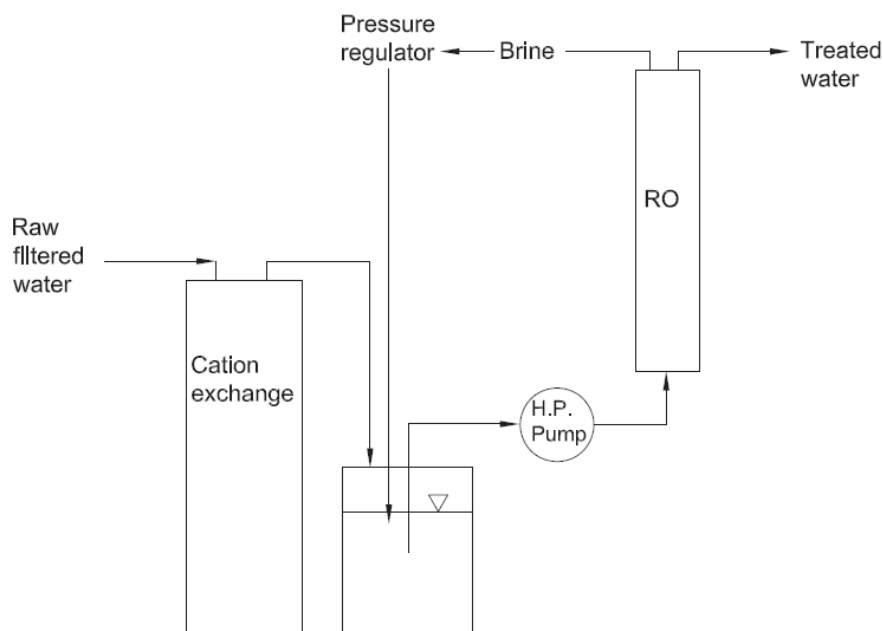 Pressure
regulator
Brine
Treated
water
RO
Raw
filtered
water
Cation
exchange
H.P.
Pump